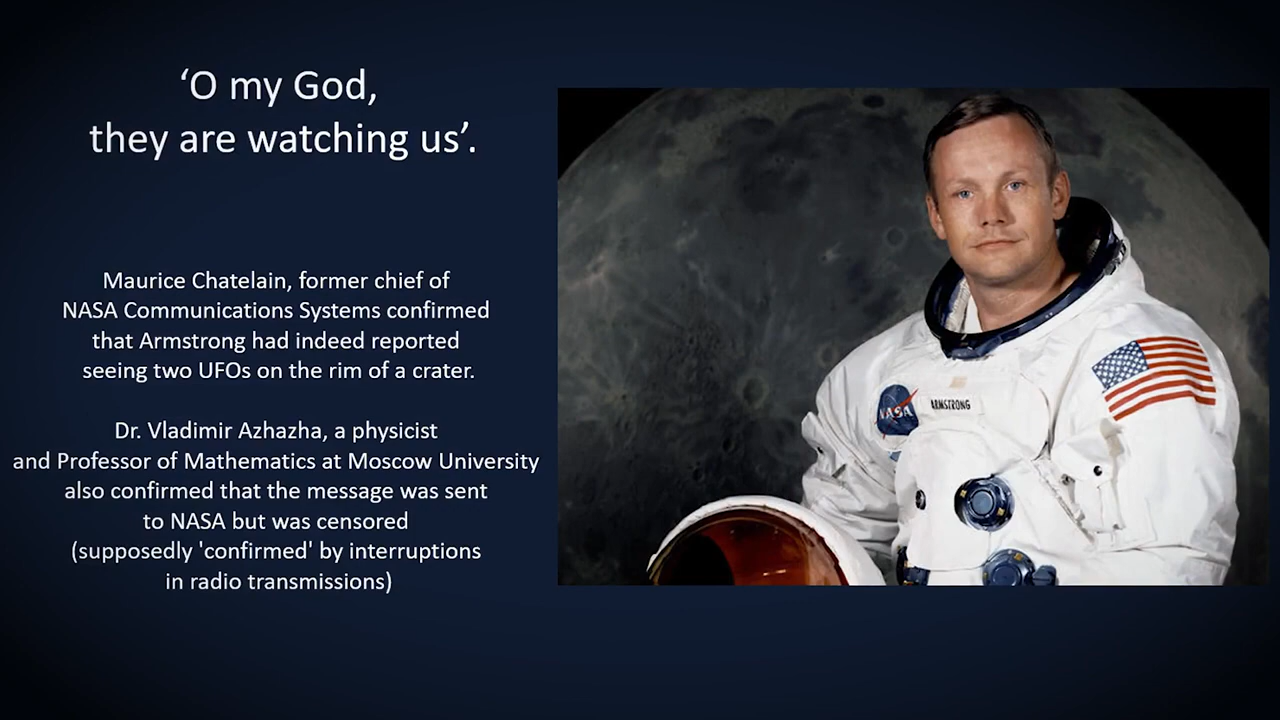 ‘O my God,
they are watching us’.
Maurice Chatelain, former chief of
NASA Communications Systems confirmed
that Armstrong had indeed reported
seeing two UFOs on the rim of a crater.
Dr. Vladimir Azhazha, a physicist
and Professor of Mathematics at Moscow University
also confirmed that the message was sent
to NASA but was censored
(supposedly 'confirmed' by interruptions
in radio transmissions)
NASA
ARMSTRONG